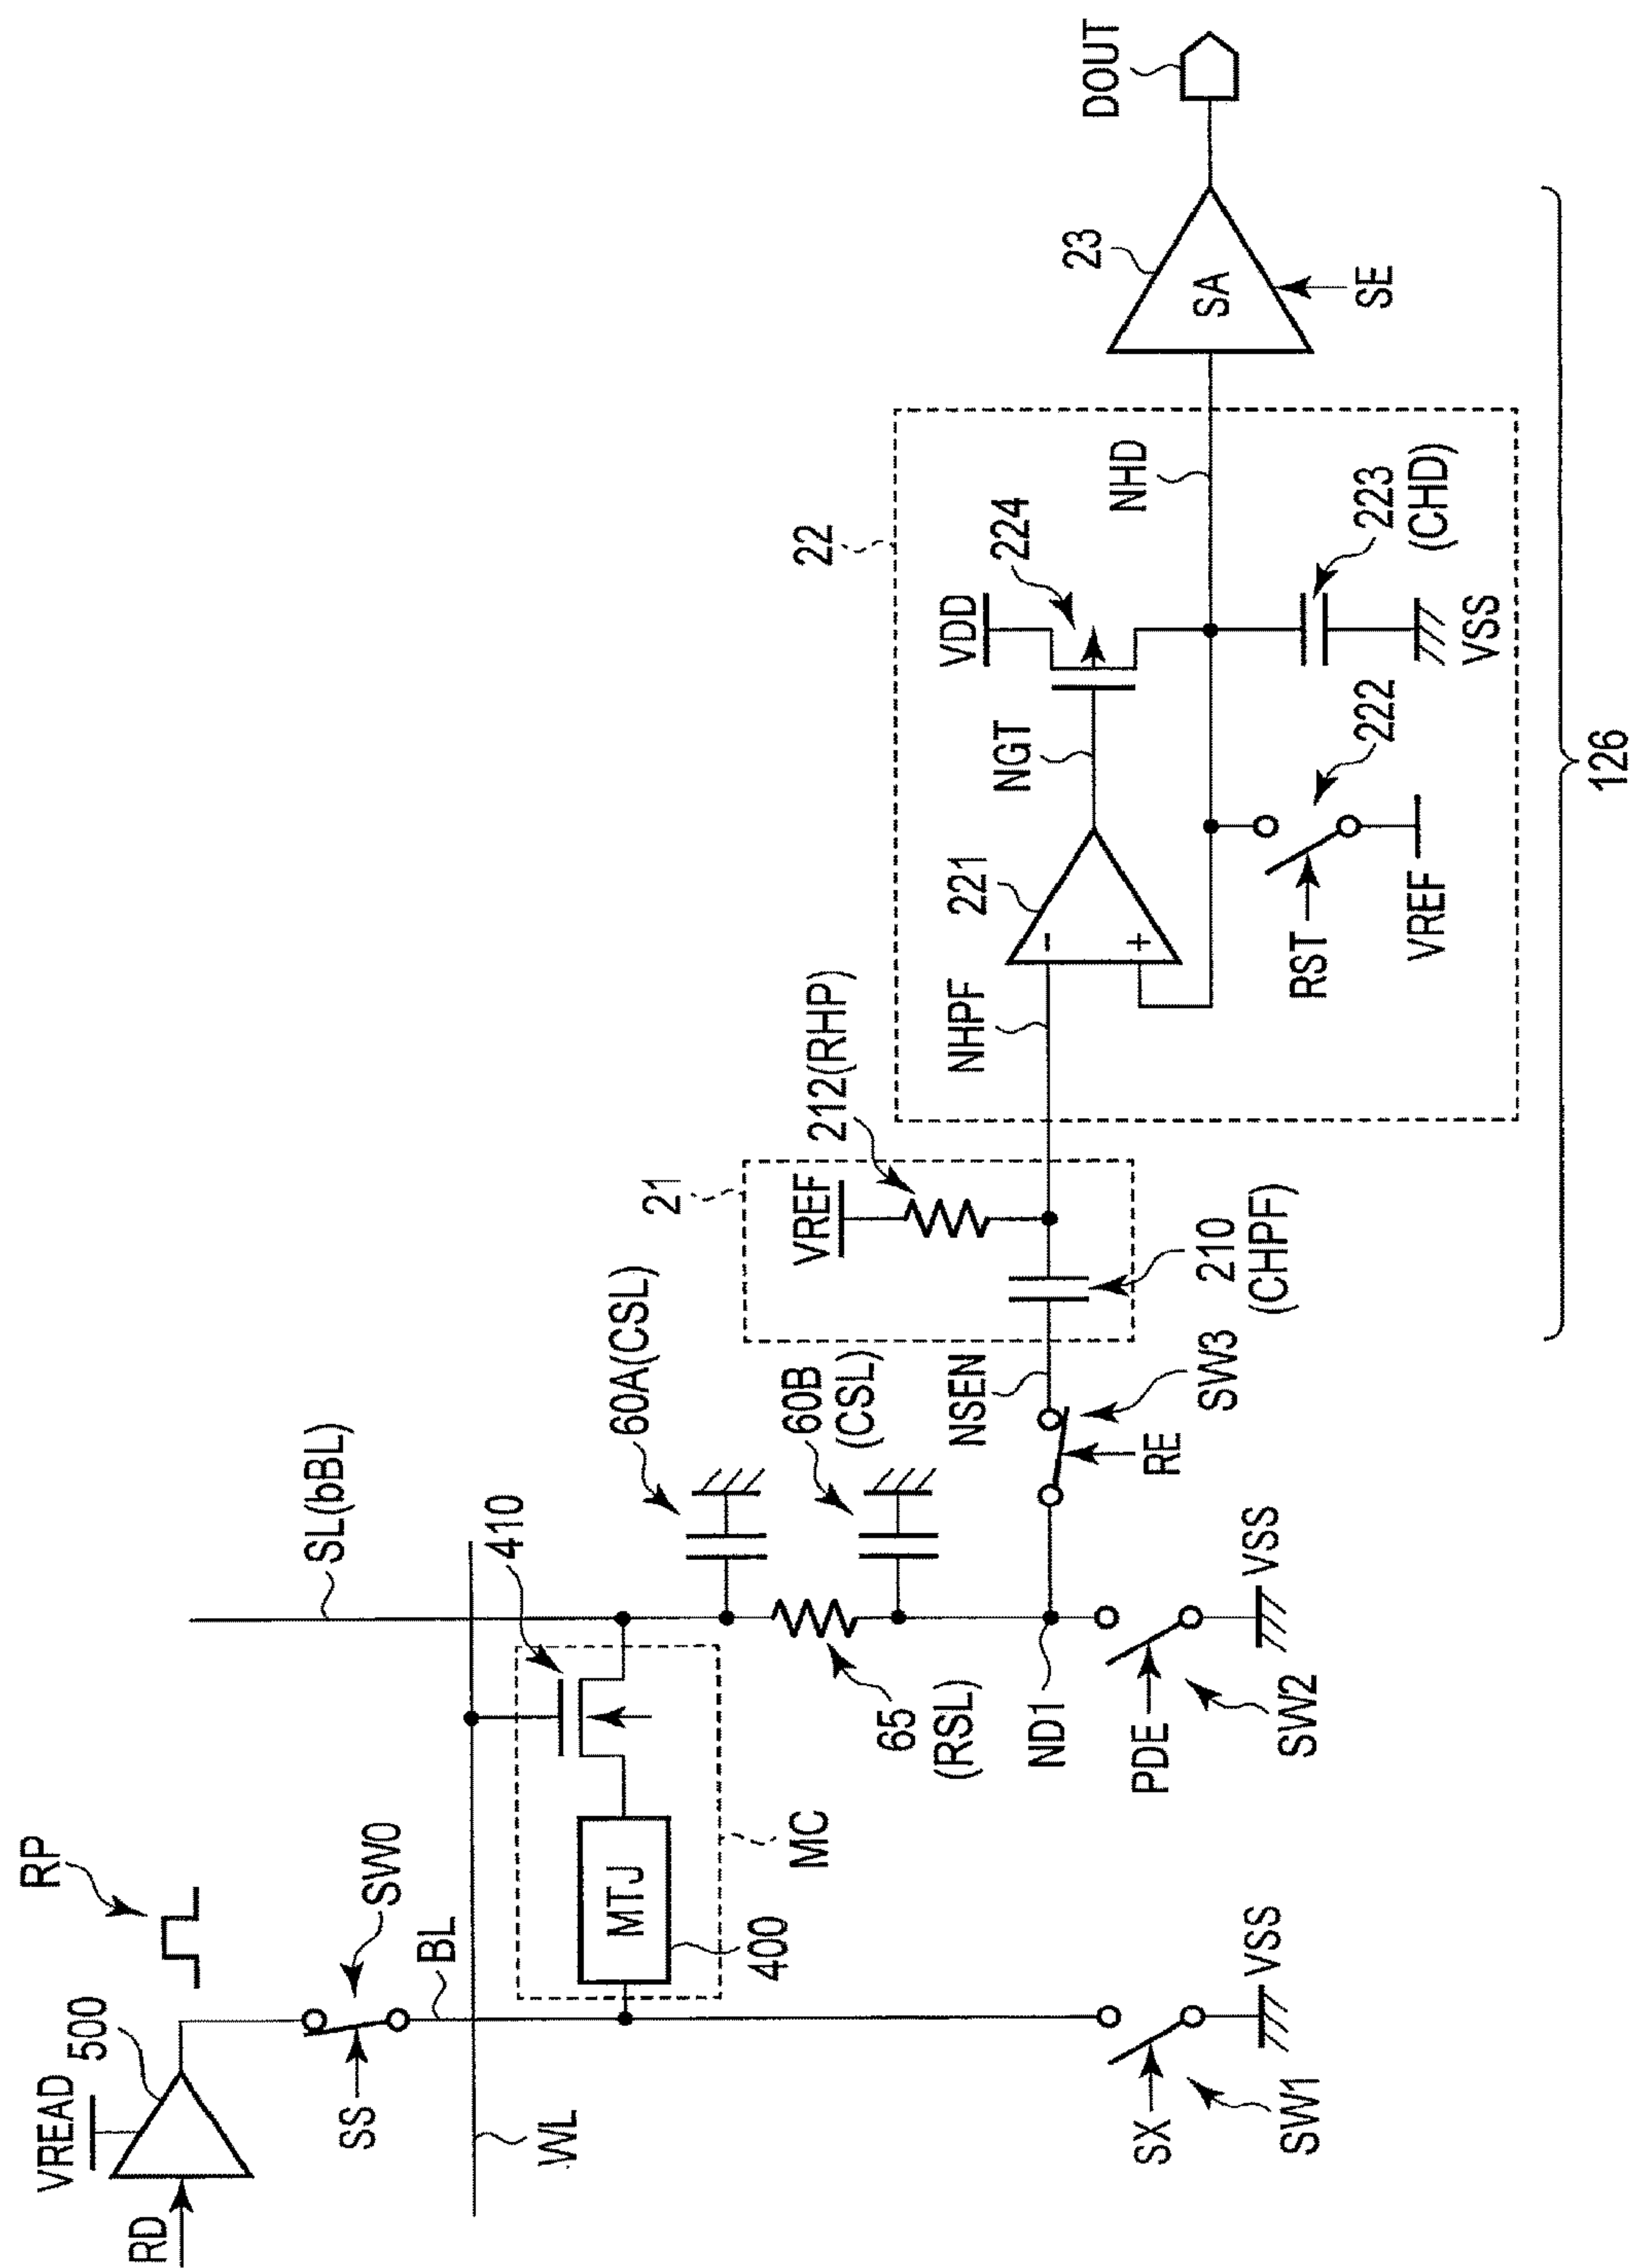 VREAD
500
RD
RP
SS
SW0
BL
WL
SL(bBL)
410
MTJ
400
MC
60A(CSL)
60B
(CSL)
65
(RSL)
ND1
SX
SW1
VSS
PDE
SW2
VSS
NSEN
RE
SW3
21
VREF
212(RHP)
210
(CHPF)
22
NHPF
221
-
+
NGT
VDD
224
NHD
RST
222
VREF
223
(CHD)
VSS
23
SA
SE
DOUT
126